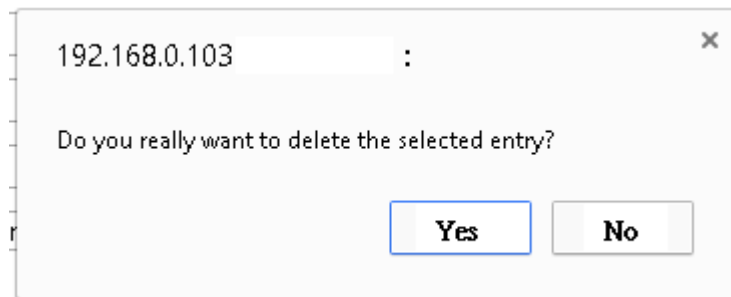 192.168.0.103 :
Do you really want to delete the selected entry?
Yes No